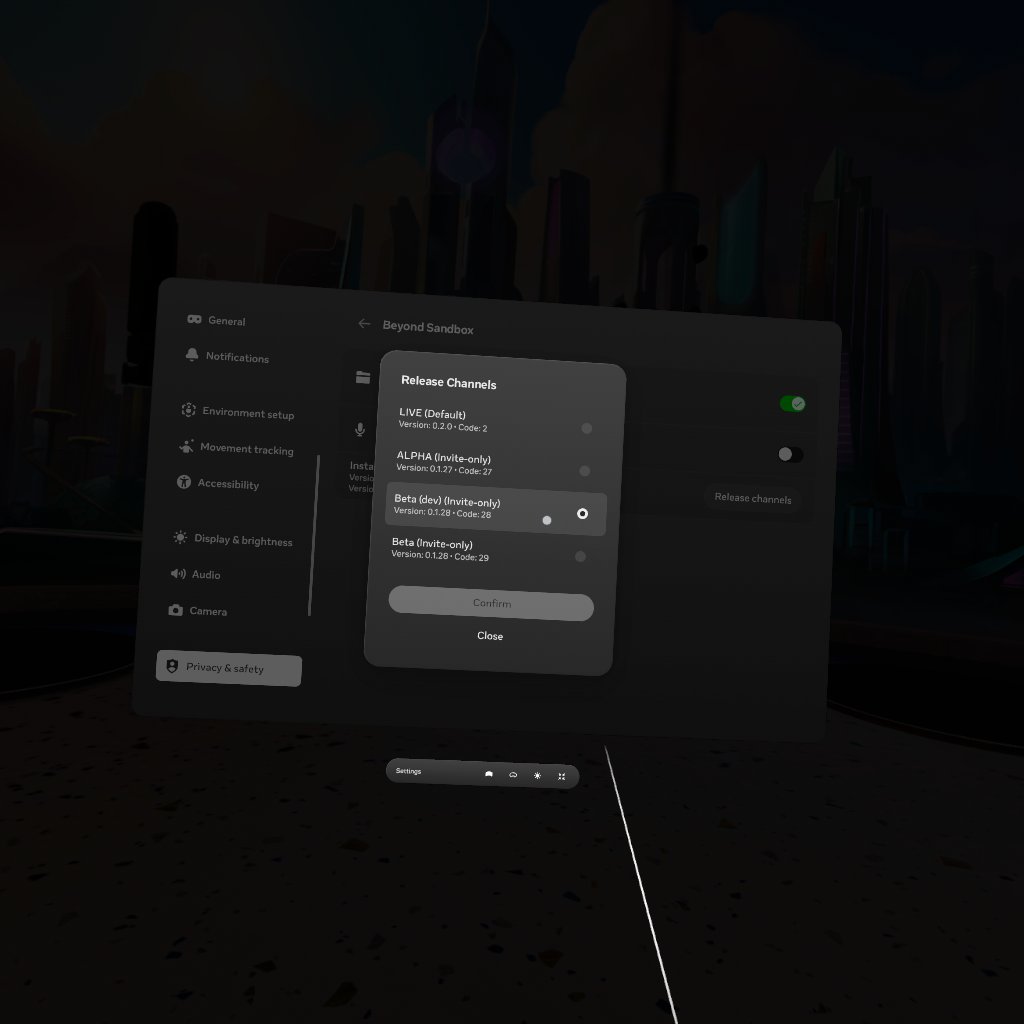 General
Notifications
Environment setup
Movement tracking
Accessibility
Display & brightness
Audio
Camera
Privacy & safety
Beyond Sandbox
Insta
Versio
Versio
Release channels
Release Channels
LIVE (Default)
Version: 0.2.0 • Code: 2
ALPHA (Invite-only)
Version: 0.1.27 • Code: 27
Beta (dev) (Invite-only)
Version: 0.1.28 • Code: 28
Beta (Invite-only)
Version: 0.1.28 • Code: 29
Confirm
Close
Settings